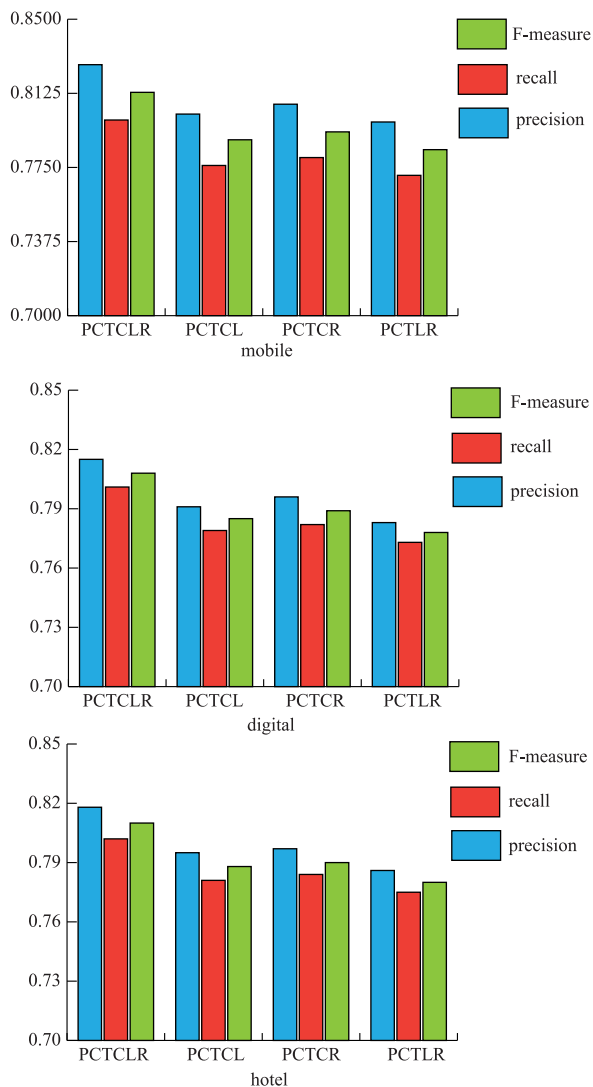 0.8500
F-measure
0.8125
recall
precision
0.7750
0.7375
0.7000
PCTCLR PCTCL PCTCR PCTLR
mobile
0.85
F-measure
0.82
recall
precision
0.79
0.76
0.73
0.70
PCTCLR PCTCL PCTCR PCTLR
digital
0.85
F-measure
0.82
recall
precision
0.79
0.76
0.73
0.70
PCTCLR PCTCL PCTCR PCTLR
hotel